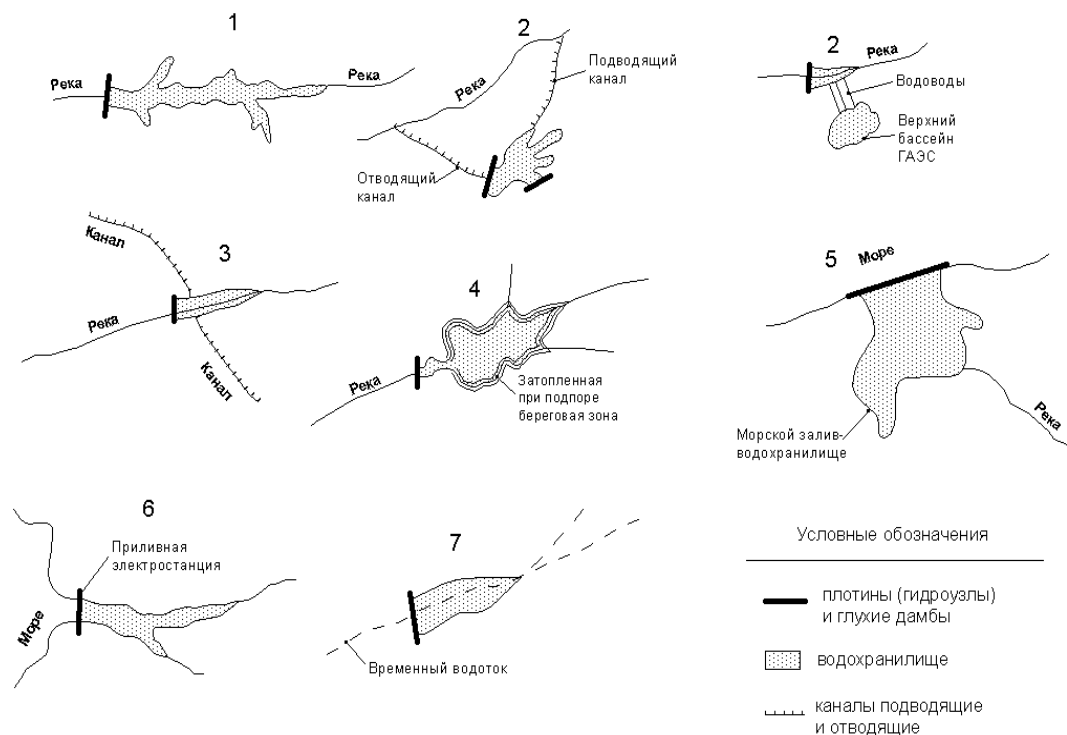 1
Река
Река
2
Подводящий
канал
Река
Отводящий
канал
2
Река
Водоводы
Верхний
бассейн
ГАЭС
Канал
3
Река
Канал
4
Река
Затопленная
при подпоре
береговая зона
5
Море
Морской залив-
водохранилище
Река
6
Приливная
электростанция
Море
7
Временный водоток
Условные обозначения
плотины (гидроузлы)
и глухие дамбы
водохранилище
каналы подводящие
и отводящие